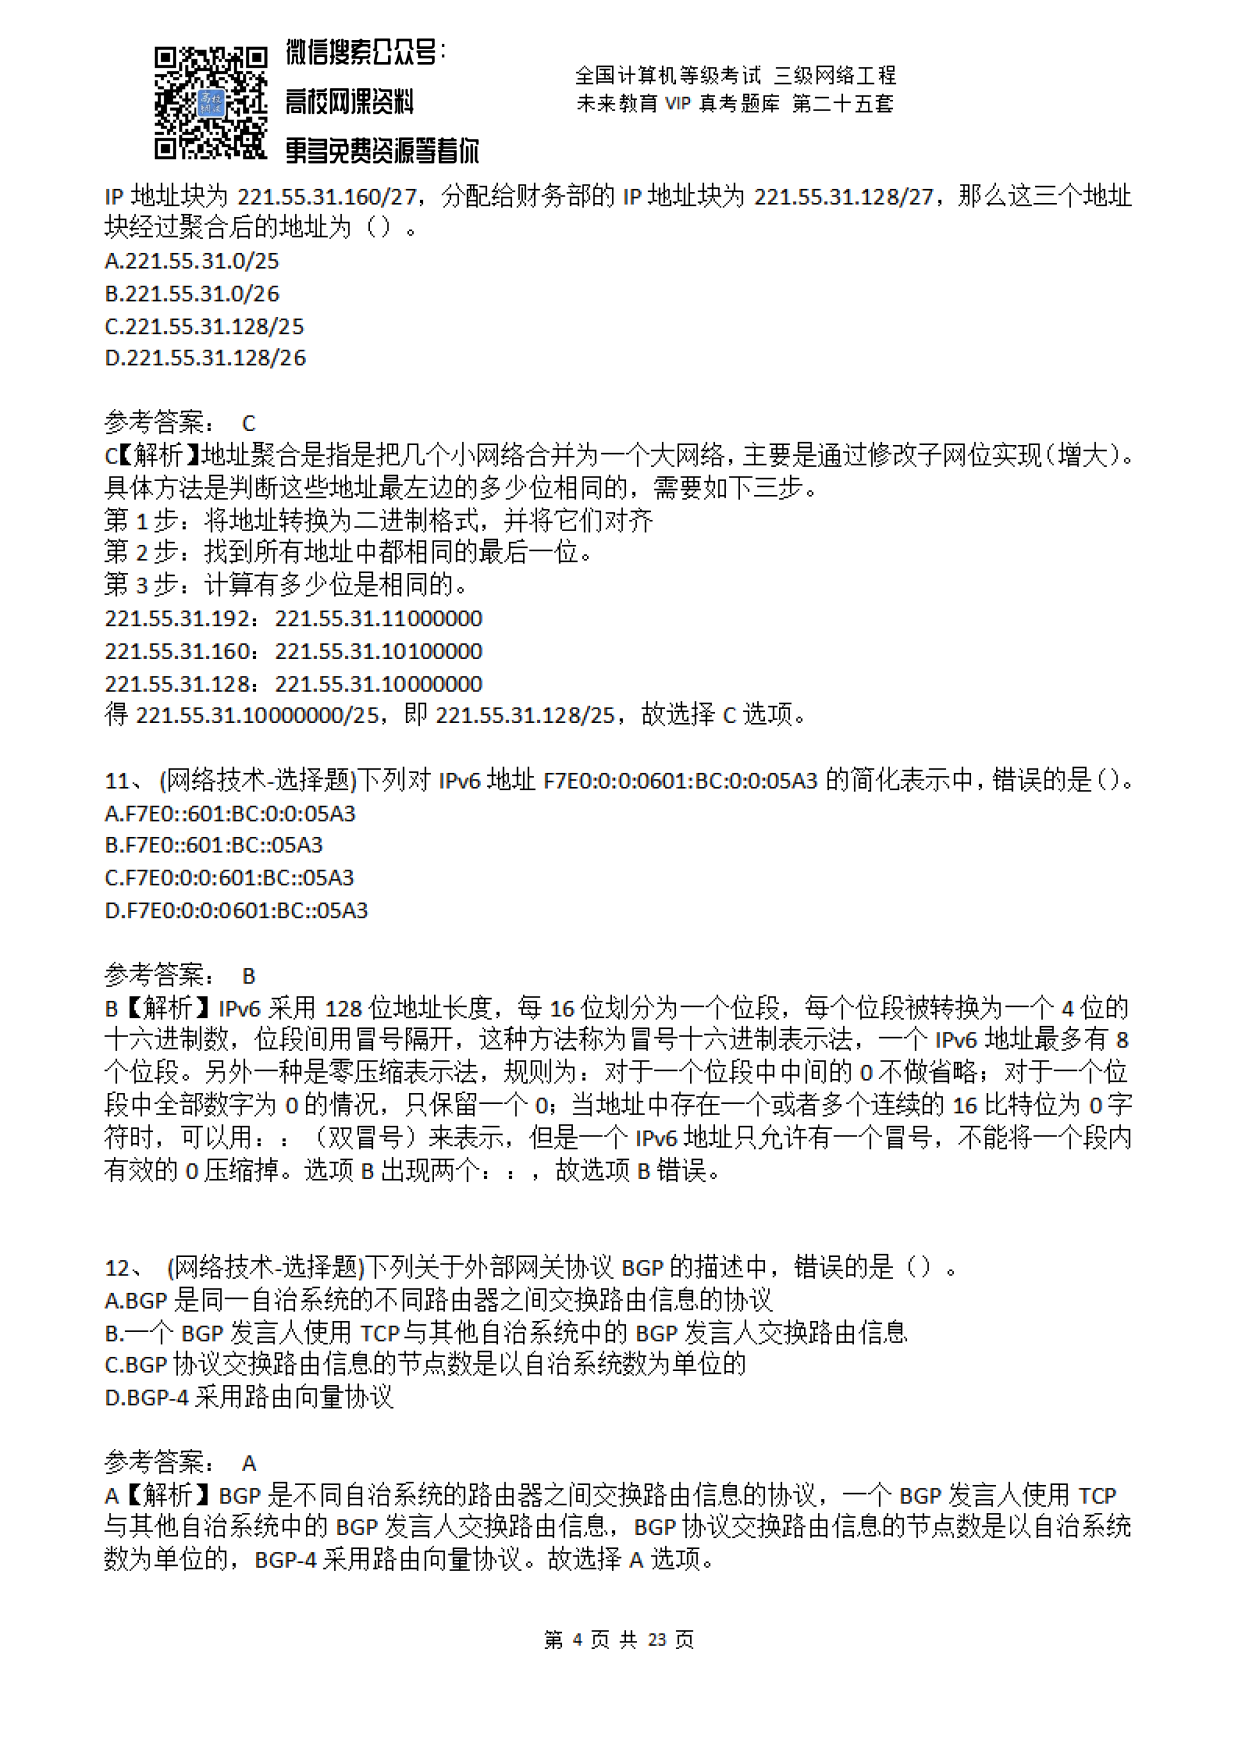 微信搜索公众号：
高校网课资料
更多免费资源等着你
全国计算机等级考试 三级网络工程
未来教育 VIP 真考题库 第二十五套
IP 地址块为 221.55.31.160/27，分配给财务部的 IP 地址块为 221.55.31.128/27，那么这三个地址
块经过聚合后的地址为（）。
A.221.55.31.0/25
B.221.55.31.0/26
C.221.55.31.128/25
D.221.55.31.128/26
参考答案： C
C【解析】地址聚合是指是把几个小网络合并为一个大网络，主要是通过修改子网位实现（增大）。
具体方法是判断这些地址最左边的多少位相同的，需要如下三步。
第 1 步：将地址转换为二进制格式，并将它们对齐
第 2 步：找到所有地址中都相同的最后一位。
第 3 步：计算有多少位是相同的。
221.55.31.192：221.55.31.11000000
221.55.31.160：221.55.31.10100000
221.55.31.128：221.55.31.10000000
得 221.55.31.10000000/25，即 221.55.31.128/25，故选择 C 选项。
11、 (网络技术-选择题)下列对 IPv6 地址 F7E0:0:0:0601:BC:0:0:05A3 的简化表示中，错误的是（）。
A.F7E0::601:BC:0:0:05A3
B.F7E0::601:BC::05A3
C.F7E0:0:0:601:BC::05A3
D.F7E0:0:0:0601:BC::05A3
参考答案： B
B【解析】IPv6 采用 128 位地址长度，每 16 位划分为一个位段，每个位段被转换为一个 4 位的
十六进制数，位段间用冒号隔开，这种方法称为冒号十六进制表示法，一个 IPv6 地址最多有 8
个位段。另外一种是零压缩表示法，规则为：对于一个位段中中间的 0 不做省略；对于一个位
段中全部数字为 0 的情况，只保留一个 0；当地址中存在一个或者多个连续的 16 比特位为 0 字
符时，可以用：：（双冒号）来表示，但是一个 IPv6 地址只允许有一个冒号，不能将一个段内
有效的 0 压缩掉。选项 B 出现两个：：，故选项 B 错误。
12、 (网络技术-选择题)下列关于外部网关协议 BGP 的描述中，错误的是（）。
A.BGP 是同一自治系统的不同路由器之间交换路由信息的协议
B.一个 BGP 发言人使用 TCP 与其他自治系统中的 BGP 发言人交换路由信息
C.BGP 协议交换路由信息的节点数是以自治系统数为单位的
D.BGP-4 采用路由向量协议
参考答案： A
A【解析】BGP 是不同自治系统的路由器之间交换路由信息的协议，一个 BGP 发言人使用 TCP
与其他自治系统中的 BGP 发言人交换路由信息，BGP 协议交换路由信息的节点数是以自治系统
数为单位的，BGP-4 采用路由向量协议。故选择 A 选项。
第 4 页 共 23 页